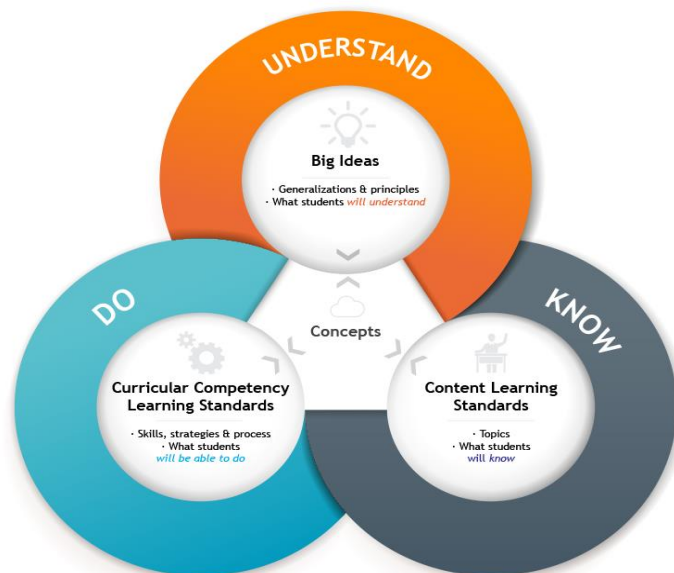 UNDERSTAND
Big Ideas
· Generalizations & principles
· What students will understand
DO
KNOW
Concepts
Curricular Competency
Learning Standards
· Skills, strategies & process
· What students
will be able to do
Content Learning
Standards
· Topics
· What students
will know